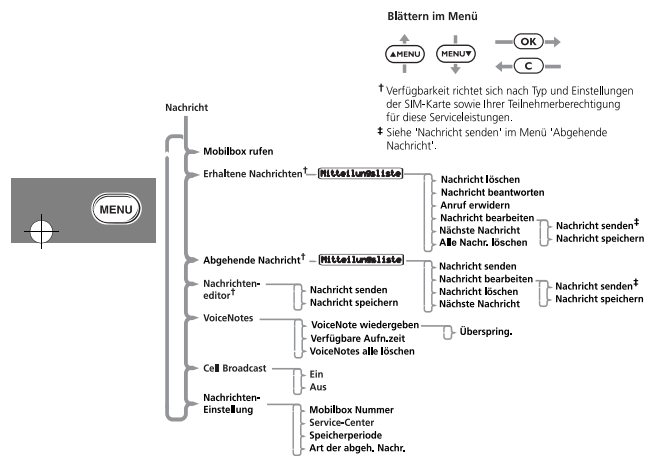 Blättern im Menü
▲MENU
MENU▼
OK
C
† Verfügbarkeit richtet sich nach Typ und Einstellungen
der SIM-Karte sowie Ihrer Teilnehmerberechtigung
für diese Serviceleistungen.
‡ Siehe 'Nachricht senden' im Menü 'Abgehende
Nachricht'.
Nachricht
MENU
Mobilbox rufen
Erhaltene Nachrichten†
Mitteilungsliste
Nachricht löschen
Nachricht beantworten
Anruf erwidern
Nachricht bearbeiten
Nachricht senden‡
Nachricht speichern
Nächste Nachricht
Alle Nachr. löschen
Abgehende Nachricht†
Mitteilungsliste
Nachricht senden
Nachricht bearbeiten
Nachricht senden‡
Nachricht speichern
Nachricht löschen
Nächste Nachricht
Nachrichten-
editor†
Nachricht senden
Nachricht speichern
VoiceNotes
VoiceNote wiedergeben
Überspring.
Verfügbare Aufn.zeit
VoiceNotes alle löschen
Cell Broadcast
Ein
Aus
Nachrichten-
Einstellung
Mobilbox Nummer
Service-Center
Speicherperiode
Art der abgeh. Nachr.